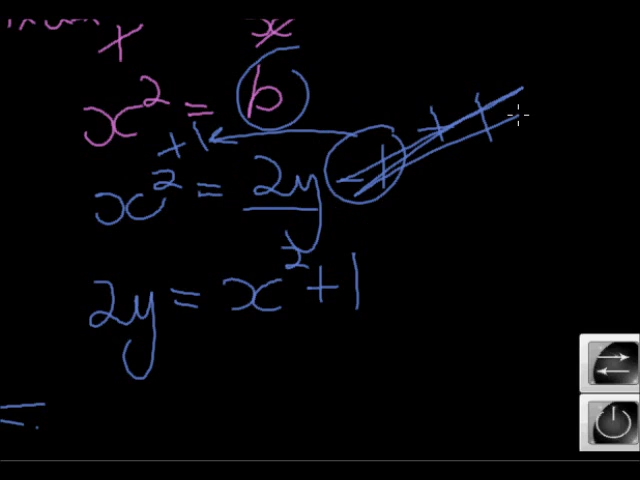 x² = b
+1
x² = 2y - 1 + 1
2y = x² + 1
=